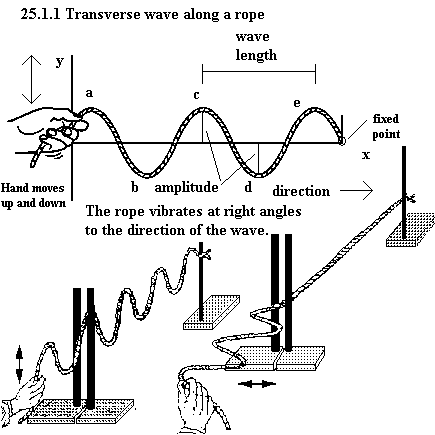 25.1.1 Transverse wave along a rope
wave
length
y
a
c
e
fixed
point
x
Hand moves
up and down
b
amplitude
d
direction
The rope vibrates at right angles
to the direction of the wave.